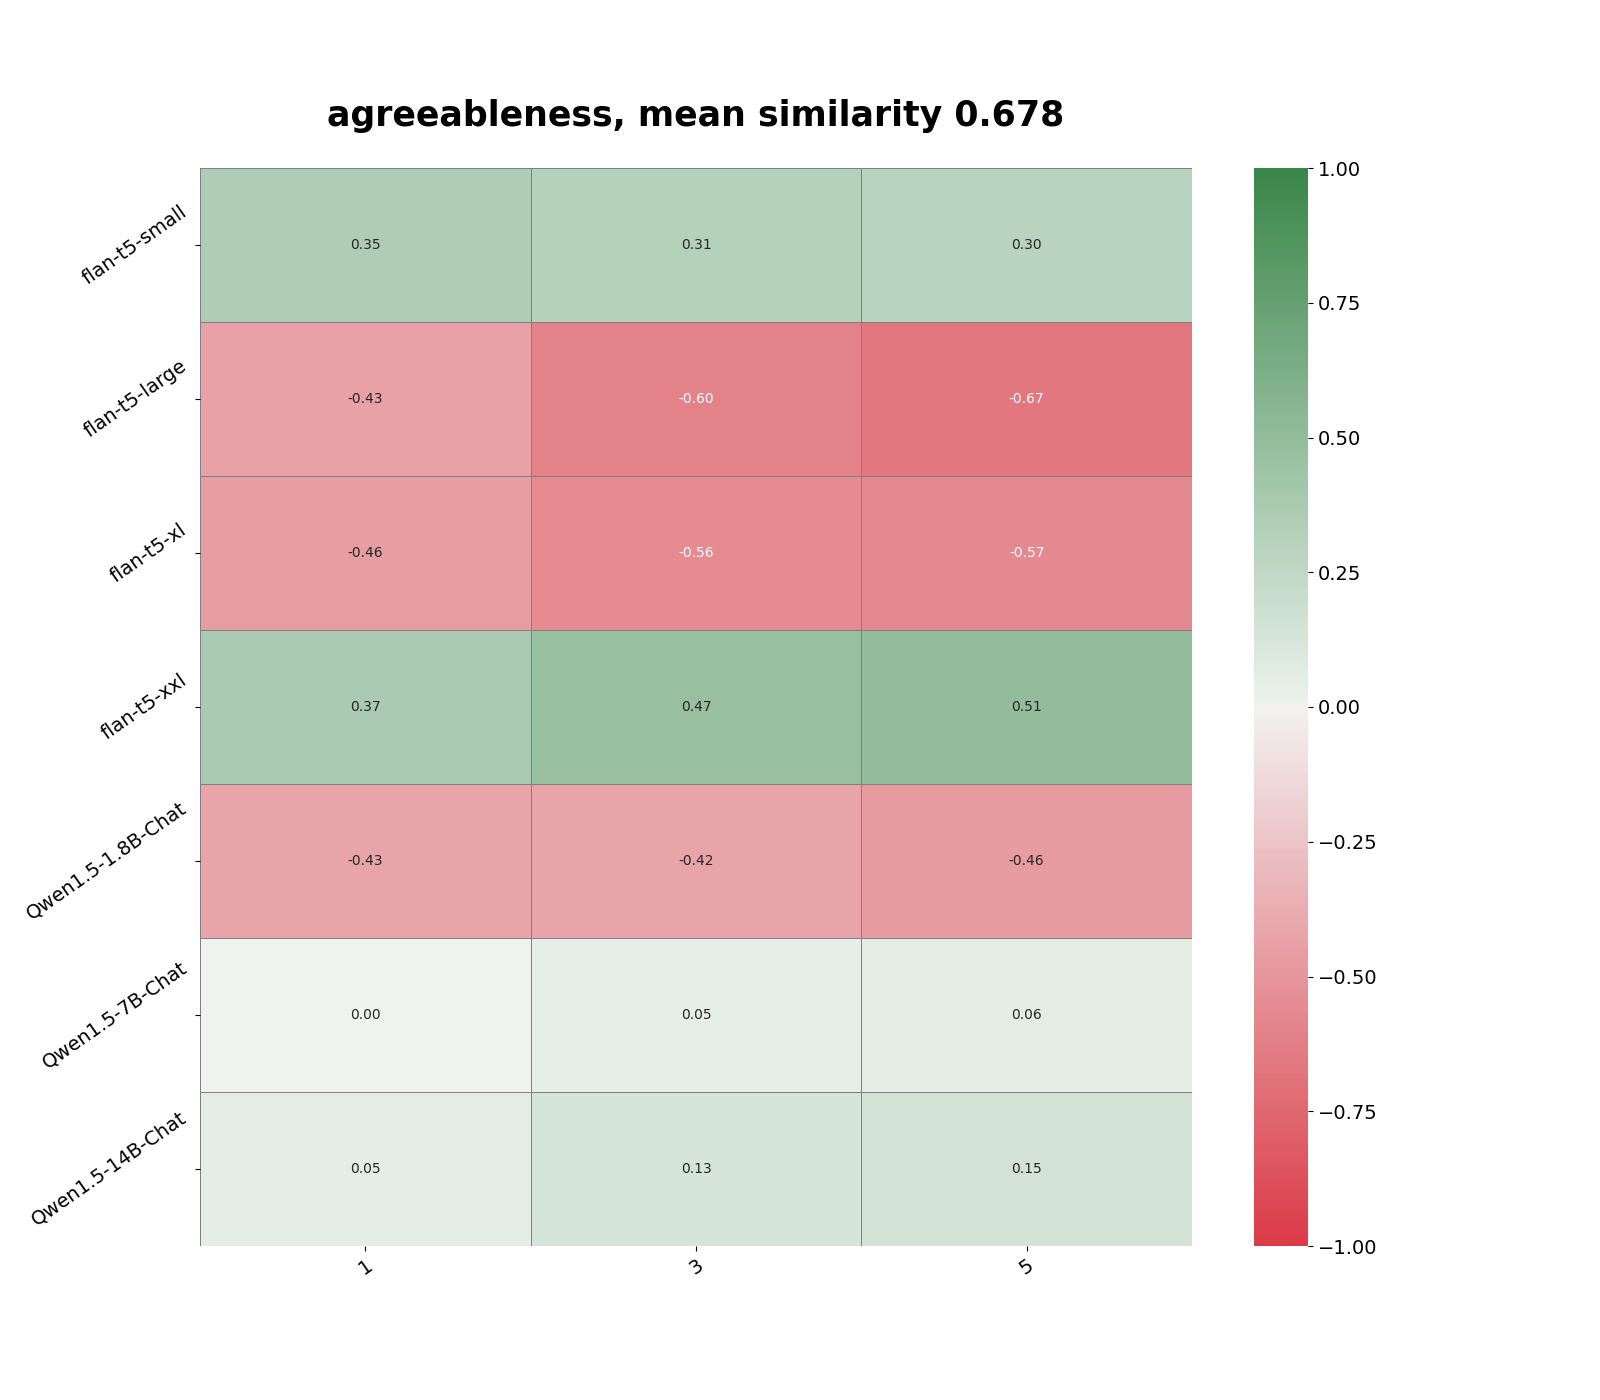 agreeableness, mean similarity 0.678
flan-t5-small 0.35 0.31 0.30
flan-t5-large -0.43 -0.60 -0.67
flan-t5-xl -0.46 -0.56 -0.57
flan-t5-xxl 0.37 0.47 0.51
Qwen1.5-1.8B-Chat -0.43 -0.42 -0.46
Qwen1.5-7B-Chat 0.00 0.05 0.06
Qwen1.5-14B-Chat 0.05 0.13 0.15
1 3 5
1.00
0.75
0.50
0.25
0.00
−0.25
−0.50
−0.75
−1.00